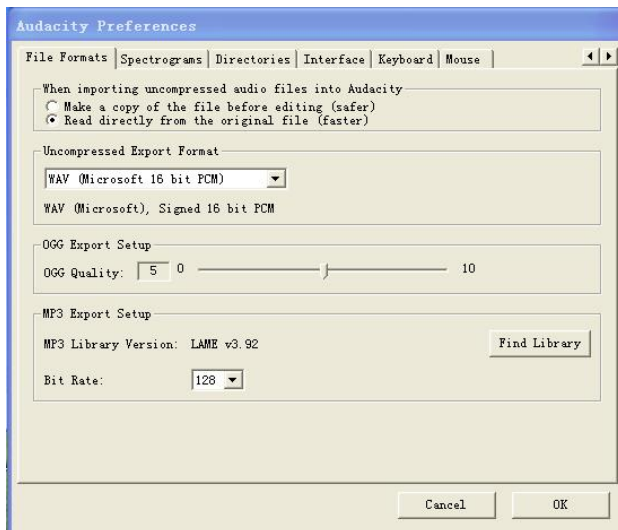 Audacity Preferences
File Formats Spectrograms Directories Interface Keyboard Mouse
When importing uncompressed audio files into Audacity
Make a copy of the file before editing (safer)
Read directly from the original file (faster)
Uncompressed Export Format
WAV (Microsoft 16 bit PCM)
WAV (Microsoft), Signed 16 bit PCM
OGG Export Setup
OGG Quality: 5 0 10
MP3 Export Setup
MP3 Library Version: LAME v3.92 Find Library
Bit Rate: 128
Cancel OK